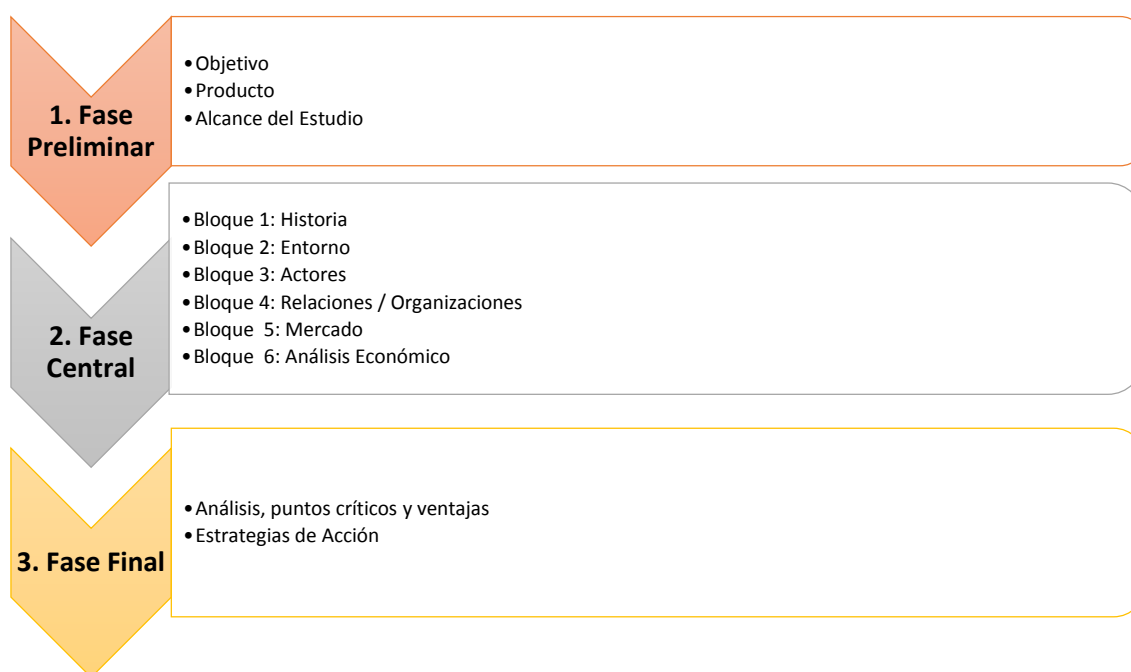 1. Fase
Preliminar
•Objetivo
•Producto
•Alcance del Estudio
2. Fase
Central
•Bloque 1: Historia
•Bloque 2: Entorno
•Bloque 3: Actores
•Bloque 4: Relaciones / Organizaciones
•Bloque  5: Mercado
•Bloque  6: Análisis Económico
3. Fase Final
•Análisis, puntos críticos y ventajas
•Estrategias de Acción